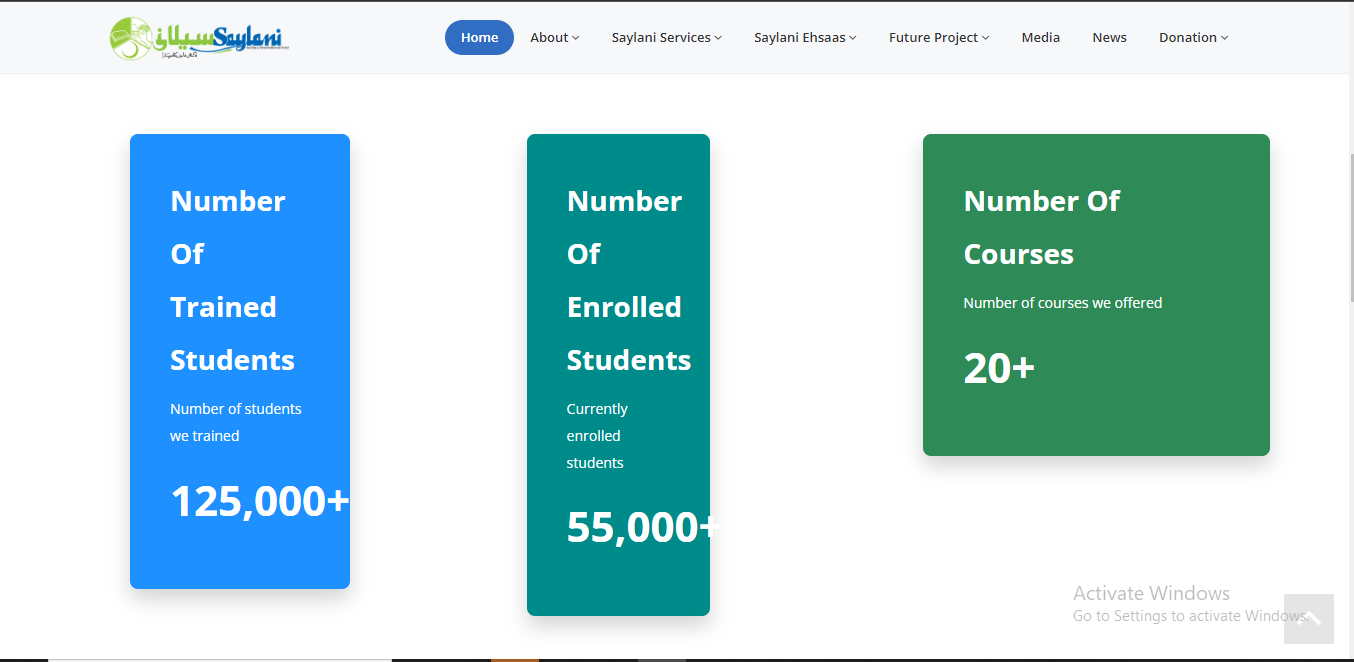 سیلانی Saylani
Home About Saylani Services Saylani Ehsaas Future Project Media News Donation
Number
Of
Trained
Students
Number of students
we trained
125,000+
Number
Of
Enrolled
Students
Currently
enrolled
students
55,000+
Number Of
Courses
Number of courses we offered
20+
Activate Windows
Go to Settings to activate Windows.